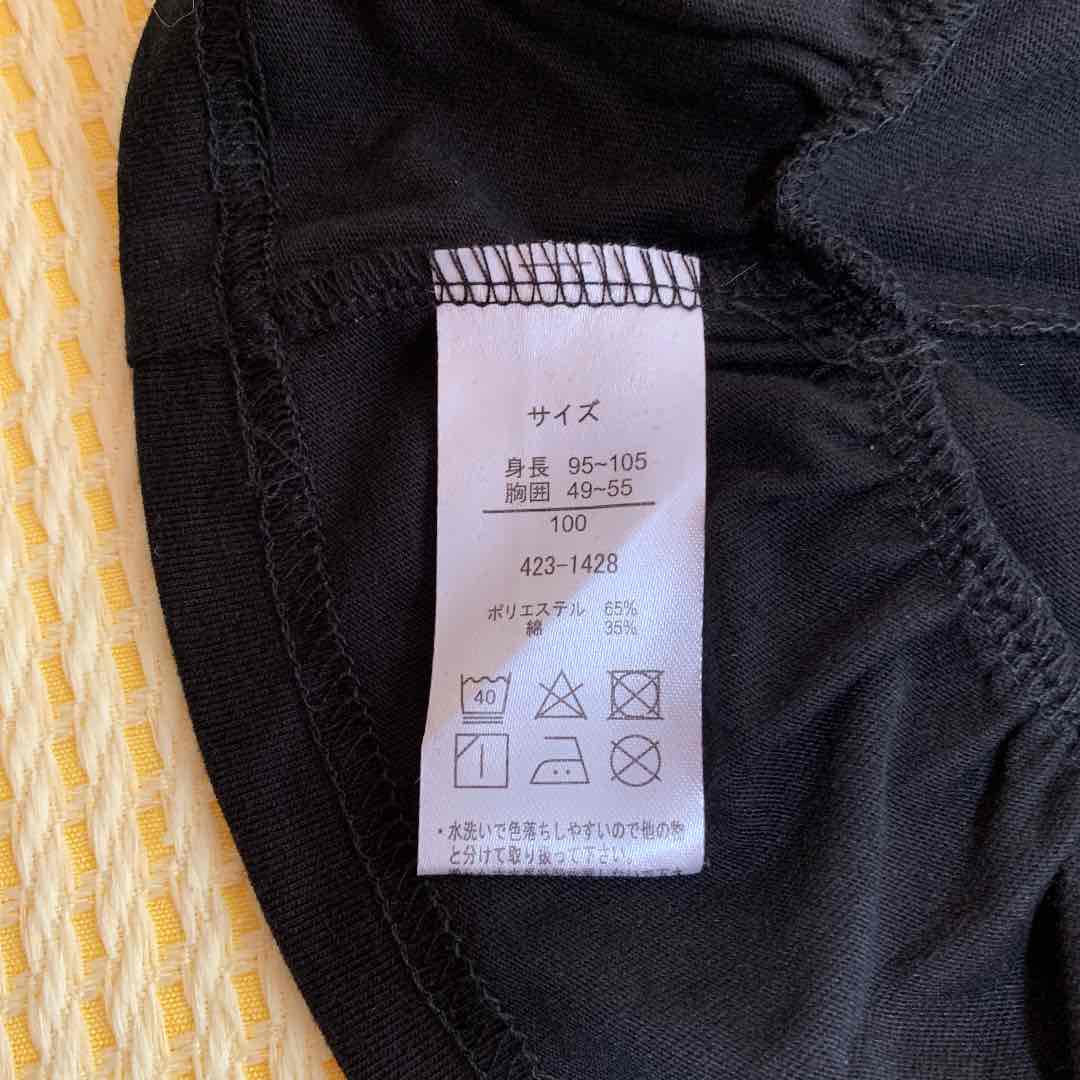 サイズ
身長 95~105
胸囲 49~55
100
423-1428
ポリエステル 65%
綿 35%
40
・水洗いで色落ちしやすいので他の物
と分けて取り扱って下さい。